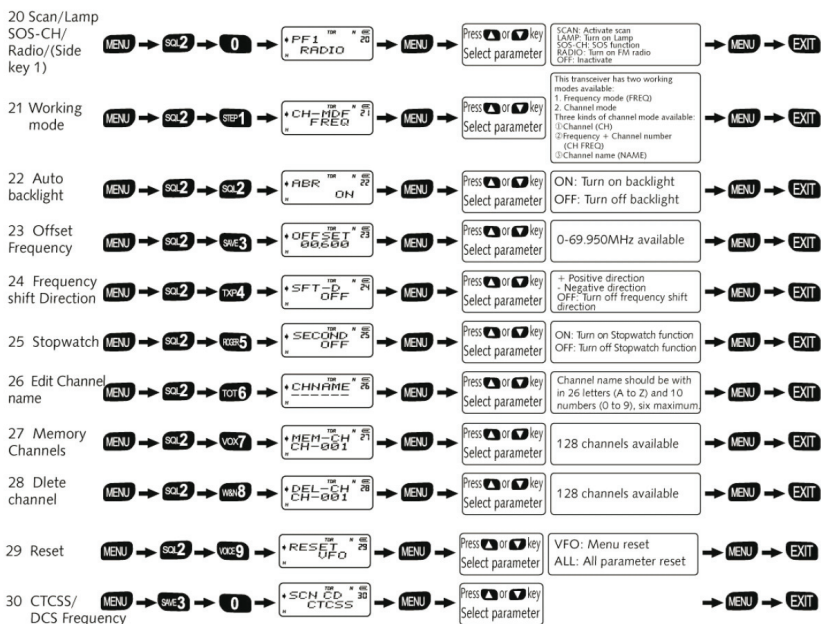 20 Scan/Lamp
SOS-CH/
Radio/(Side
key 1)
MENU SQL2 0 PF1 20 MENU Press or key SCAN: Activate scan MENU EXIT
TDR N
RADIO Select parameter LAMP: Turn on Lamp
H
SOS-CH: SOS function
RADIO: Turn on FM radio
OFF: Inactivate
21 Working
mode
MENU SQL2 STEP1 CH-MDF 21 MENU Press or key MENU EXIT
TDR N
FREQ Select parameter
H
This transceiver has two working
modes available:
1. Frequency mode (FREQ)
2. Channel mode
Three kinds of channel mode available:
①Channel (CH)
②Frequency + Channel number
(CH FREQ)
③Channel name (NAME)
22 Auto
backlight
MENU SQL2 SQL2 ABR 22 MENU Press or key MENU EXIT
TDR N
ON Select parameter
H
ON: Turn on backlight
OFF: Turn off backlight
23 Offset
Frequency
MENU SQL2 SAVE3 OFFSET 23 MENU Press or key MENU EXIT
TDR N
00.600 Select parameter
H
0-69.950MHz available
24 Frequency
shift Direction
MENU SQL2 TXP4 SFT-D 24 MENU Press or key MENU EXIT
TDR N
OFF Select parameter
H
+ Positive direction
- Negative direction
OFF: Turn off frequency shift
direction
25 Stopwatch
MENU SQL2 ROGER5 SECOND 25 MENU Press or key MENU EXIT
TDR N
OFF Select parameter
H
ON: Turn on Stopwatch function
OFF: Turn off Stopwatch function
26 Edit Channel
name
MENU SQL2 TOT6 CHNAME 26 MENU Press or key MENU EXIT
TDR N
------ Select parameter
H
Channel name should be with
in 26 letters (A to Z) and 10
numbers (0 to 9), six maximum.
27 Memory
Channels
MENU SQL2 VOX7 MEM-CH 27 MENU Press or key MENU EXIT
TDR N
CH-001 Select parameter
H
128 channels available
28 Dlete
channel
MENU SQL2 W&N8 DEL-CH 28 MENU Press or key MENU EXIT
TDR N
CH-001 Select parameter
H
128 channels available
29 Reset
MENU SQL2 VOICE9 RESET 29 MENU Press or key MENU EXIT
TDR N
VFO Select parameter
H
VFO: Menu reset
ALL: All parameter reset
30 CTCSS/
DCS Frequency
MENU SAVE3 0 SCN CD 30 MENU Press or key MENU EXIT
TDR N
CTCSS Select parameter
H